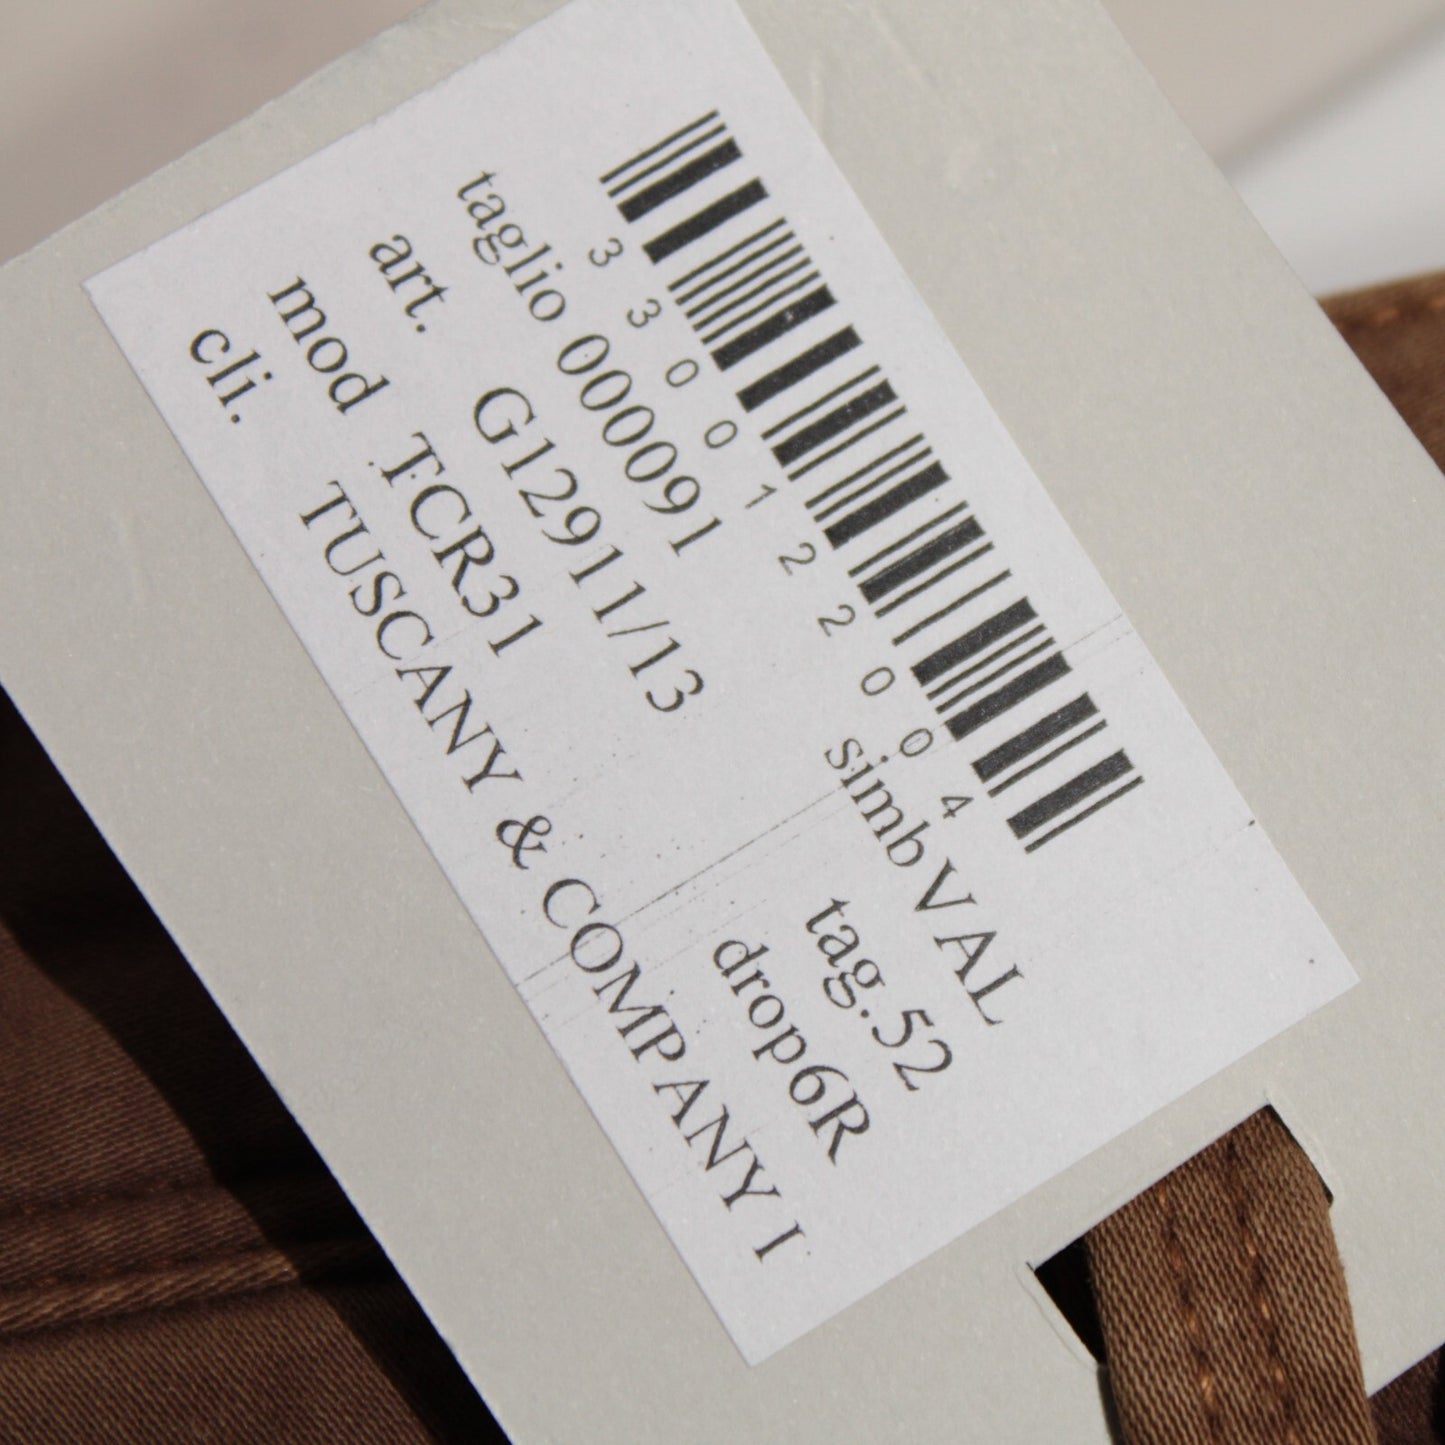 3300122004
taglio 000091 simb VAL
art. G12911/13 tag.52
mod TCR31 drop6R
cli. TUSCANY & COMPANY I